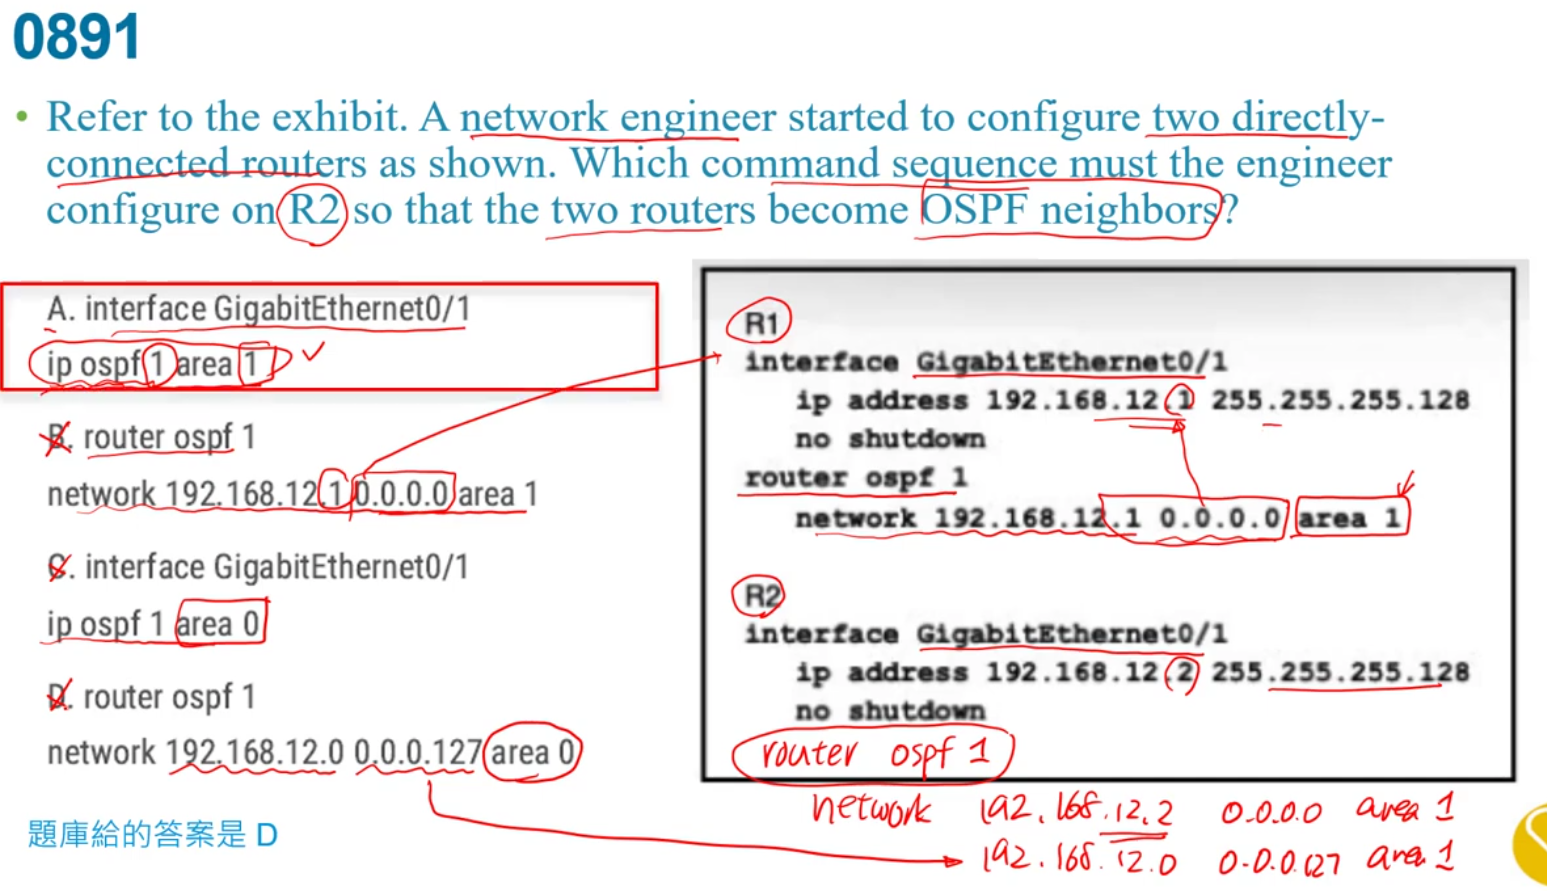 0891
• Refer to the exhibit. A network engineer started to configure two directly-
connected routers as shown. Which command sequence must the engineer
configure on R2 so that the two routers become OSPF neighbors?
A. interface GigabitEthernet0/1
ip ospf 1 area 1
B. router ospf 1
network 192.168.12.1 0.0.0.0 area 1
C. interface GigabitEthernet0/1
ip ospf 1 area 0
D. router ospf 1
network 192.168.12.0 0.0.0.127 area 0
題庫給的答案是 D
R1
interface GigabitEthernet0/1
ip address 192.168.12.1 255.255.255.128
no shutdown
router ospf 1
network 192.168.12.1 0.0.0.0 area 1
R2
interface GigabitEthernet0/1
ip address 192.168.12.2 255.255.255.128
no shutdown
router ospf 1
network 192.168.12.2 0.0.0.0 area 1
192.168.12.0 0.0.0.127 area 1